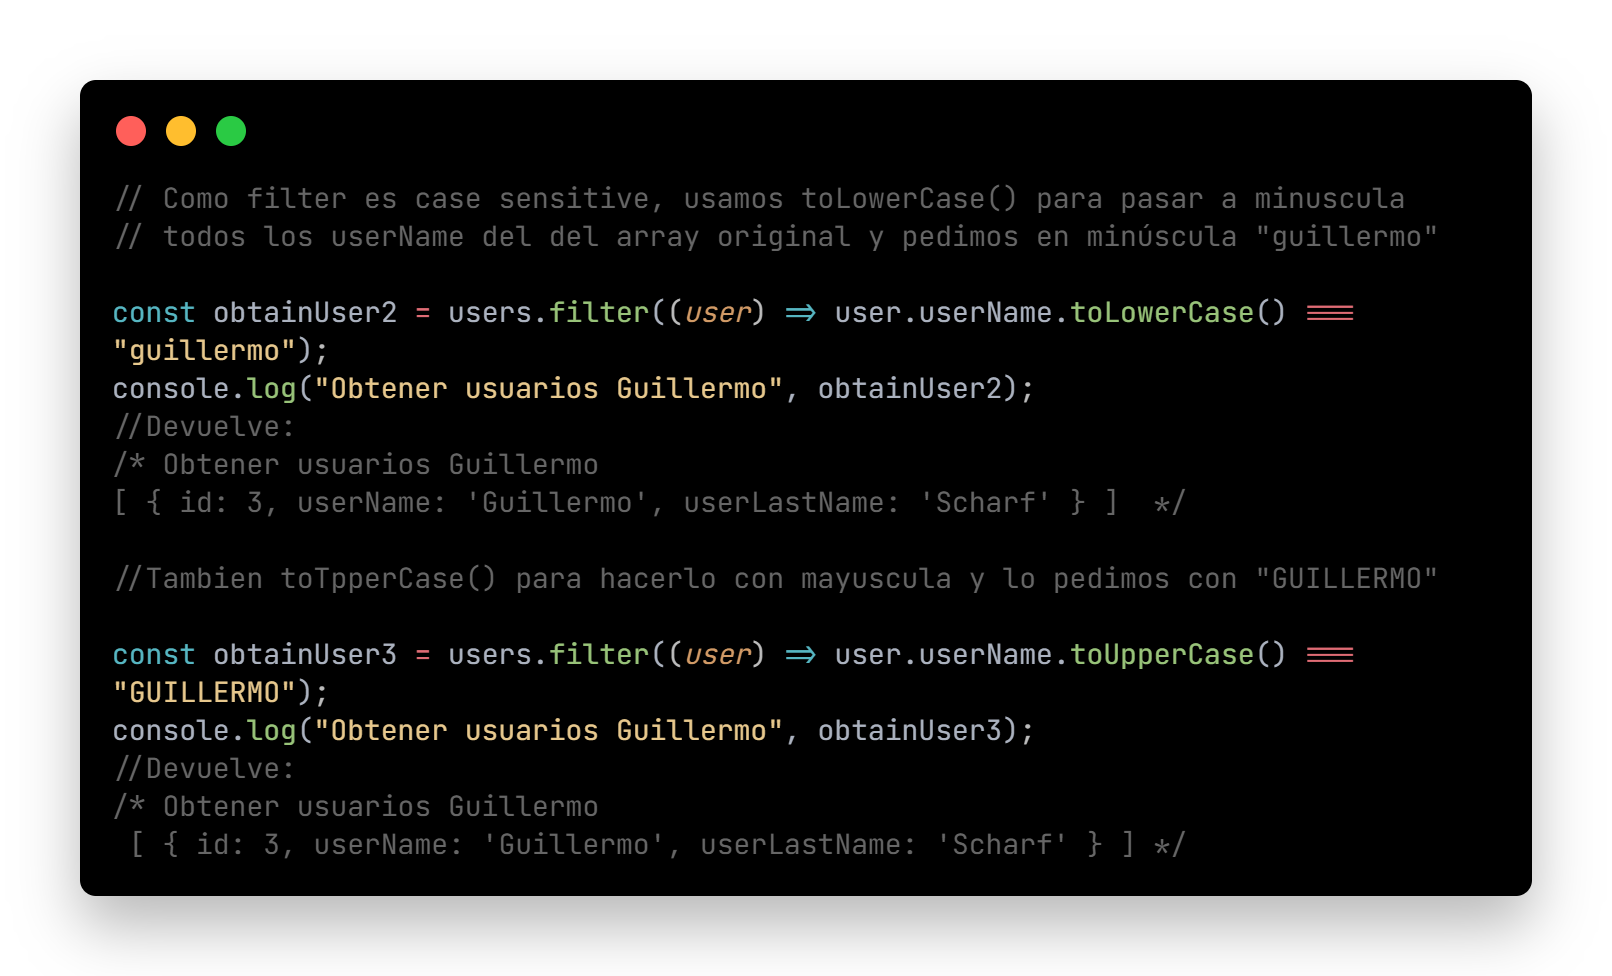 // Como filter es case sensitive, usamos toLowerCase() para pasar a minuscula
// todos los userName del del array original y pedimos en minúscula "guillermo"
const obtainUser2 = users.filter((user) => user.userName.toLowerCase() ===
"guillermo");
console.log("Obtener usuarios Guillermo", obtainUser2);
//Devuelve:
/* Obtener usuarios Guillermo
[ { id: 3, userName: 'Guillermo', userLastName: 'Scharf' } ]  */
//Tambien toTpperCase() para hacerlo con mayuscula y lo pedimos con "GUILLERMO"
const obtainUser3 = users.filter((user) => user.userName.toUpperCase() ===
"GUILLERMO");
console.log("Obtener usuarios Guillermo", obtainUser3);
//Devuelve:
/* Obtener usuarios Guillermo
 [ { id: 3, userName: 'Guillermo', userLastName: 'Scharf' } ] */